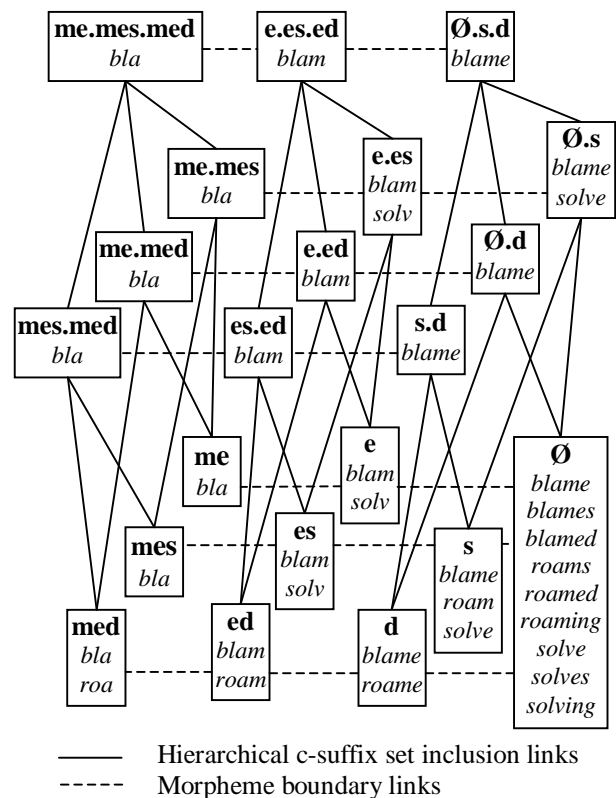 me.mes.med
bla
e.es.ed
blam
Ø.s.d
blame
me.mes
bla
e.es
blam
solv
Ø.s
blame
solve
me.med
bla
e.ed
blam
Ø.d
blame
mes.med
bla
es.ed
blam
s.d
blame
me
bla
e
blam
solv
Ø
blame
blames
blamed
roams
roamed
roaming
solve
solves
solving
mes
bla
es
blam
solv
s
blame
roam
solve
med
bla
roa
ed
blam
roam
d
blame
roame
Hierarchical c-suffix set inclusion links
Morpheme boundary links